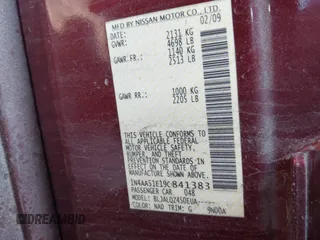 MFD BY NISSAN MOTOR CO., LTD.
02/09
DATE: 2131 KG
GVWR: 4698 LB
GAWR FR.: 1140 KG
2513 LB
GAWR RR.: 1000 KG
2205 LB
THIS VEHICLE CONFORMS TO
ALL APPLICABLE FEDERAL
MOTOR VEHICLE SAFETY,
BUMPER, AND THEFT
PREVENTION STANDARDS IN
EFFECT ON THE DATE OF
MANUFACTURE SHOWN ABOVE.
1N4AA51E19C841383
PASSENGER CAR 048
MODEL: BLJALQZ450EUA
COLOR: NAD TRIM: G 9N00A
DREAMBID